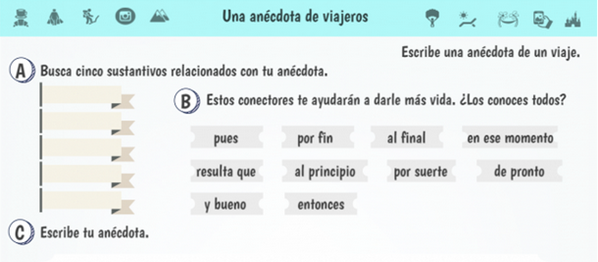 Una anécdota de viajeros
Escribe una anécdota de un viaje.
A Busca cinco sustantivos relacionados con tu anécdota.
B Estos conectores te ayudarán a darle más vida. ¿Los conoces todos?
pues por fin al final en ese momento
resulta que al principio por suerte de pronto
y bueno entonces
C Escribe tu anécdota.